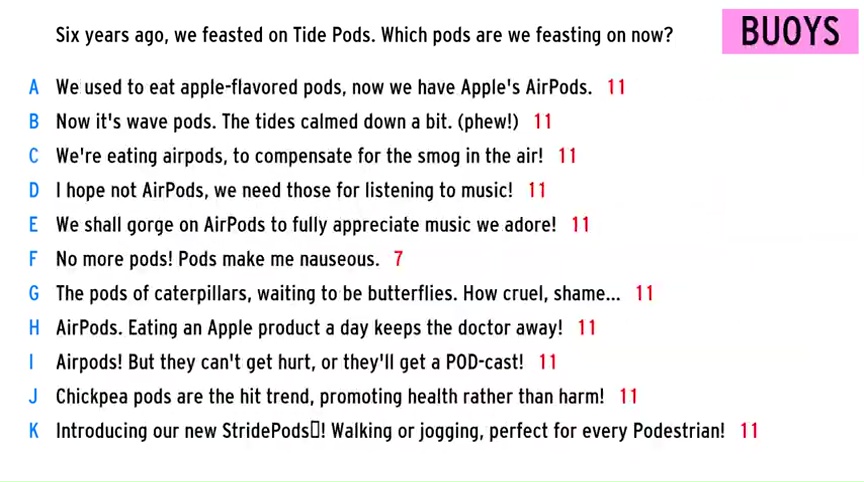 Six years ago, we feasted on Tide Pods. Which pods are we feasting on now?
BUOYS
A We used to eat apple-flavored pods, now we have Apple's AirPods. 11
B Now it's wave pods. The tides calmed down a bit. (phew!) 11
C We're eating airpods, to compensate for the smog in the air! 11
D I hope not AirPods, we need those for listening to music! 11
E We shall gorge on AirPods to fully appreciate music we adore! 11
F No more pods! Pods make me nauseous. 7
G The pods of caterpillars, waiting to be butterflies. How cruel, shame... 11
H AirPods. Eating an Apple product a day keeps the doctor away! 11
I Airpods! But they can't get hurt, or they'll get a POD-cast! 11
J Chickpea pods are the hit trend, promoting health rather than harm! 11
K Introducing our new StridePods▯! Walking or jogging, perfect for every Podestrian! 11